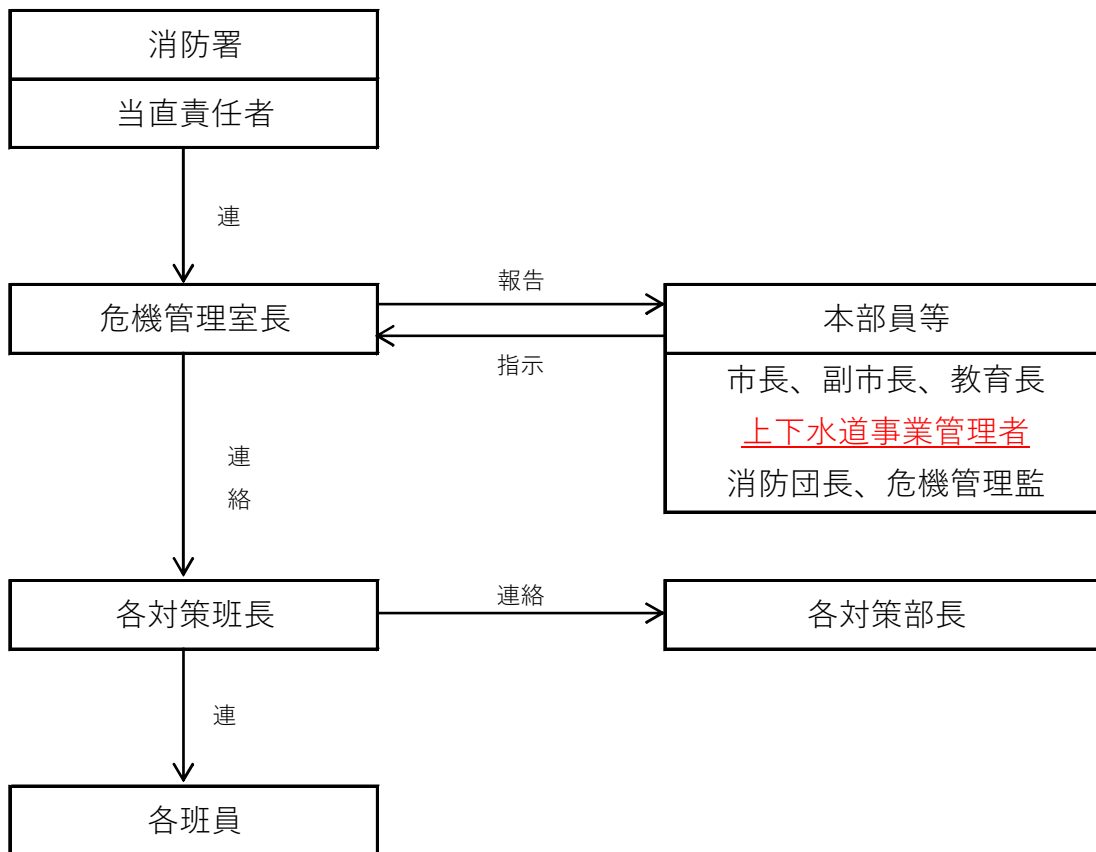 消防署
当直責任者
連
危機管理室長
報告
指示
本部員等
市長、副市長、教育長
上下水道事業管理者
消防団長、危機管理監
連
絡
各対策班長
連絡
各対策部長
連
各班員